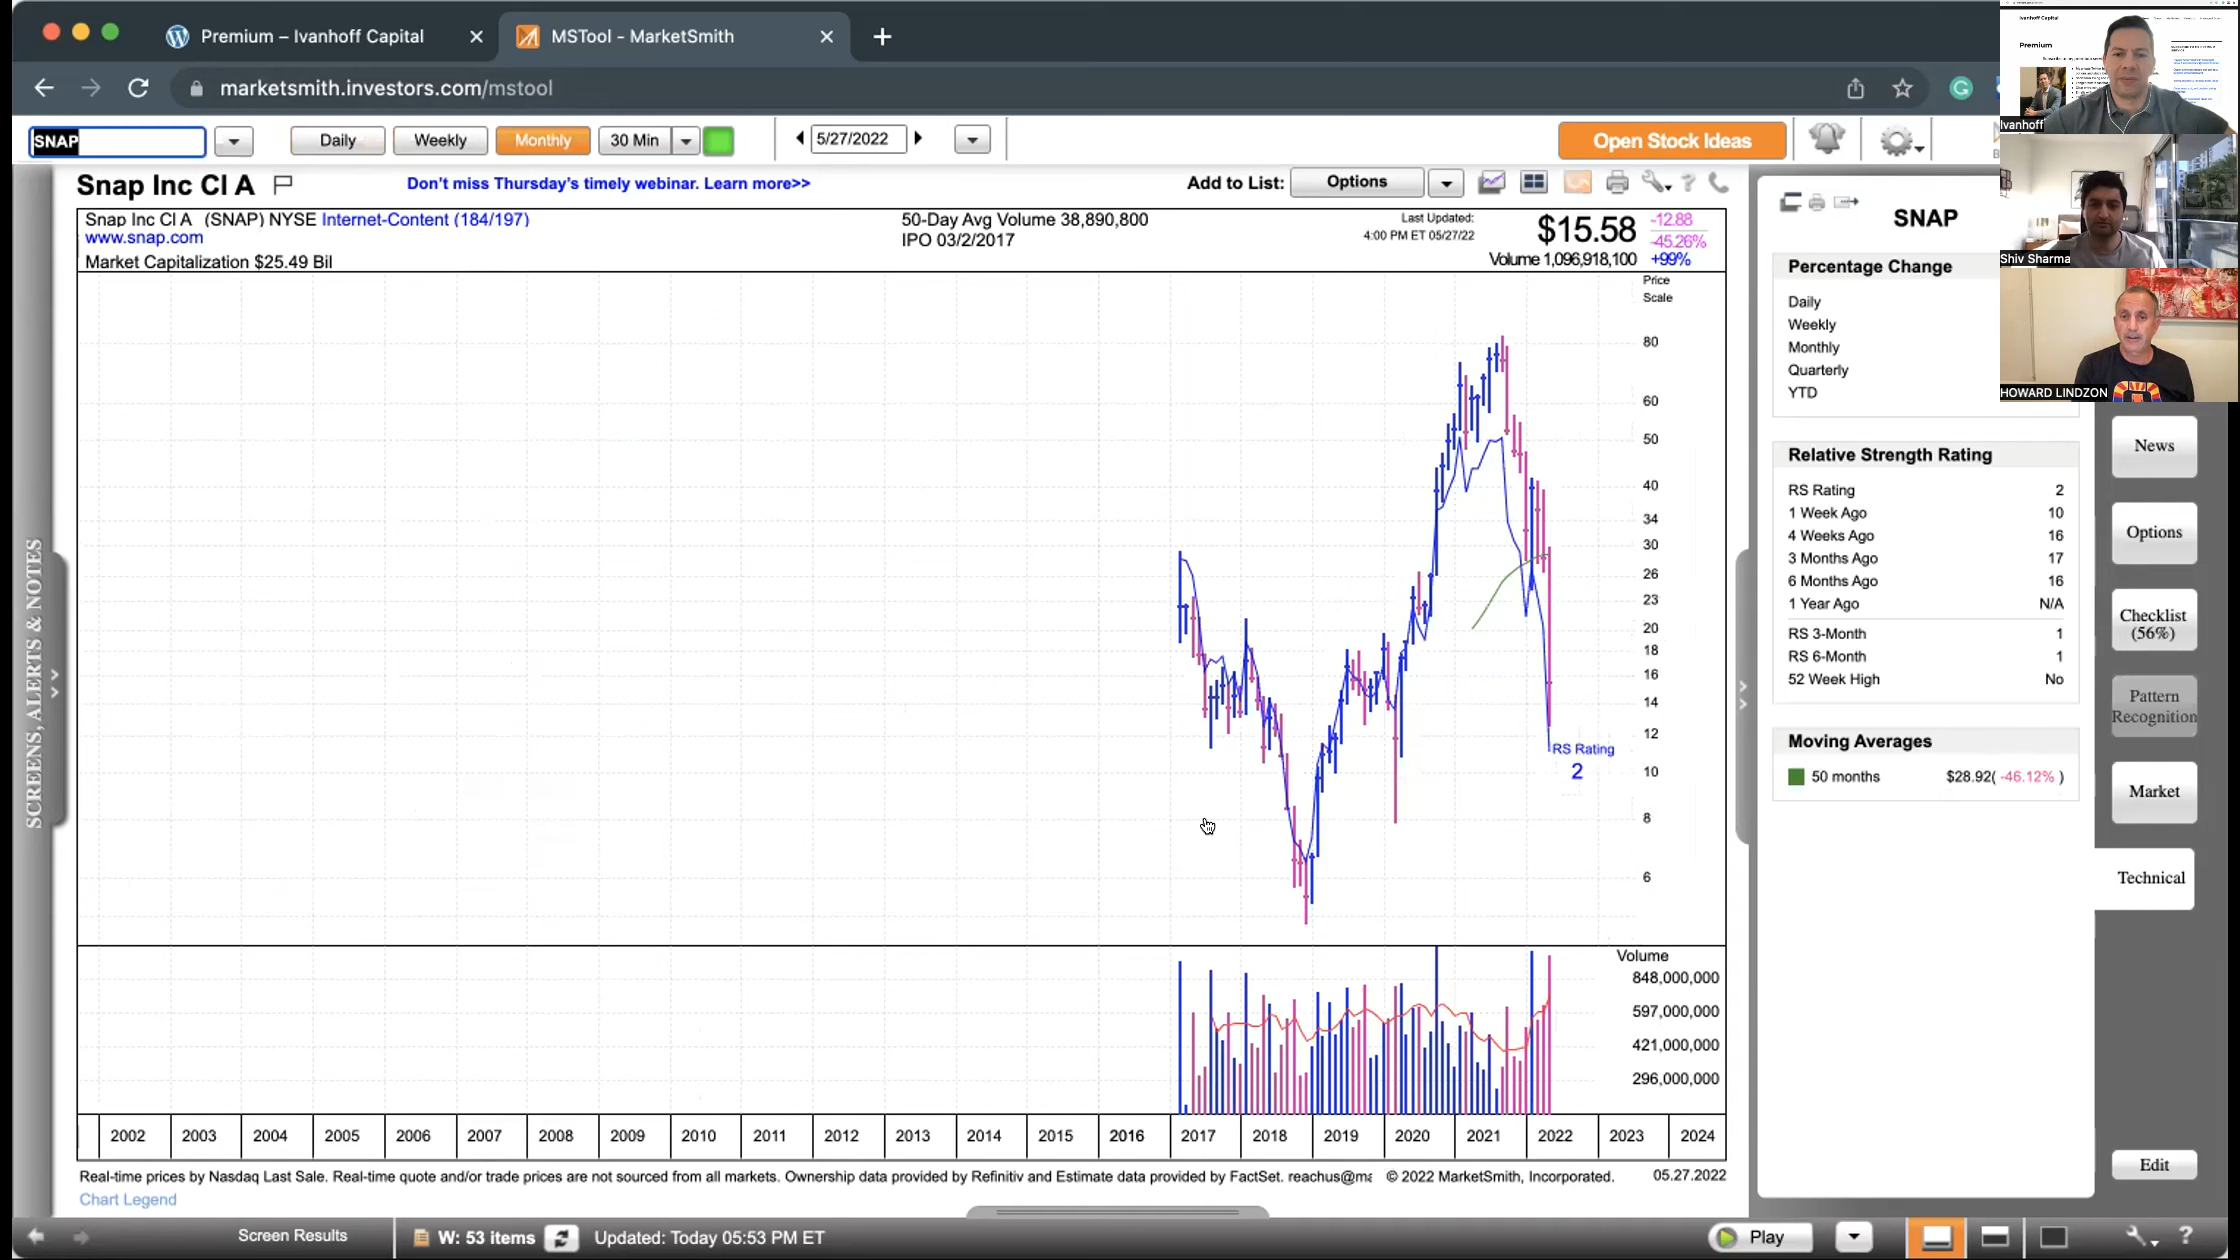 Premium – Ivanhoff Capital
MSTool - MarketSmith
marketsmith.investors.com/mstool
SNAP
Daily
Weekly
Monthly
30 Min
5/27/2022
Open Stock Ideas
Snap Inc Cl A
Don't miss Thursday's timely webinar. Learn more>>
Add to List:
Options
Snap Inc Cl A (SNAP) NYSE Internet-Content (184/197)
www.snap.com
Market Capitalization $25.49 Bil
50-Day Avg Volume 38,890,800
IPO 03/2/2017
Last Updated:
4:00 PM ET 05/27/22
$15.58
-12.88
-45.26%
Volume 1,096,918,100 +99%
Price
Scale
80
60
50
40
34
30
26
23
20
18
16
14
12
10
8
6
RS Rating
2
Volume
848,000,000
597,000,000
421,000,000
296,000,000
2002 2003 2004 2005 2006 2007 2008 2009 2010 2011 2012 2013 2014 2015 2016 2017 2018 2019 2020 2021 2022 2023 2024
Real-time prices by Nasdaq Last Sale. Real-time quote and/or trade prices are not sourced from all markets. Ownership data provided by Refinitiv and Estimate data provided by FactSet. reachus@ma © 2022 MarketSmith, Incorporated. 05.27.2022
Chart Legend
SCREENS, ALERTS & NOTES
SNAP
Percentage Change
Daily
Weekly
Monthly
Quarterly
YTD
Relative Strength Rating
RS Rating 2
1 Week Ago 10
4 Weeks Ago 16
3 Months Ago 17
6 Months Ago 16
1 Year Ago N/A
RS 3-Month 1
RS 6-Month 1
52 Week High No
Moving Averages
50 months $28.92( -46.12% )
News
Options
Checklist
(56%)
Pattern
Recognition
Market
Technical
Edit
Ivanhoff Capital
Premium
Ivanhoff
Shiv Sharma
HOWARD LINDZON
Screen Results
W: 53 items
Updated: Today 05:53 PM ET
Play